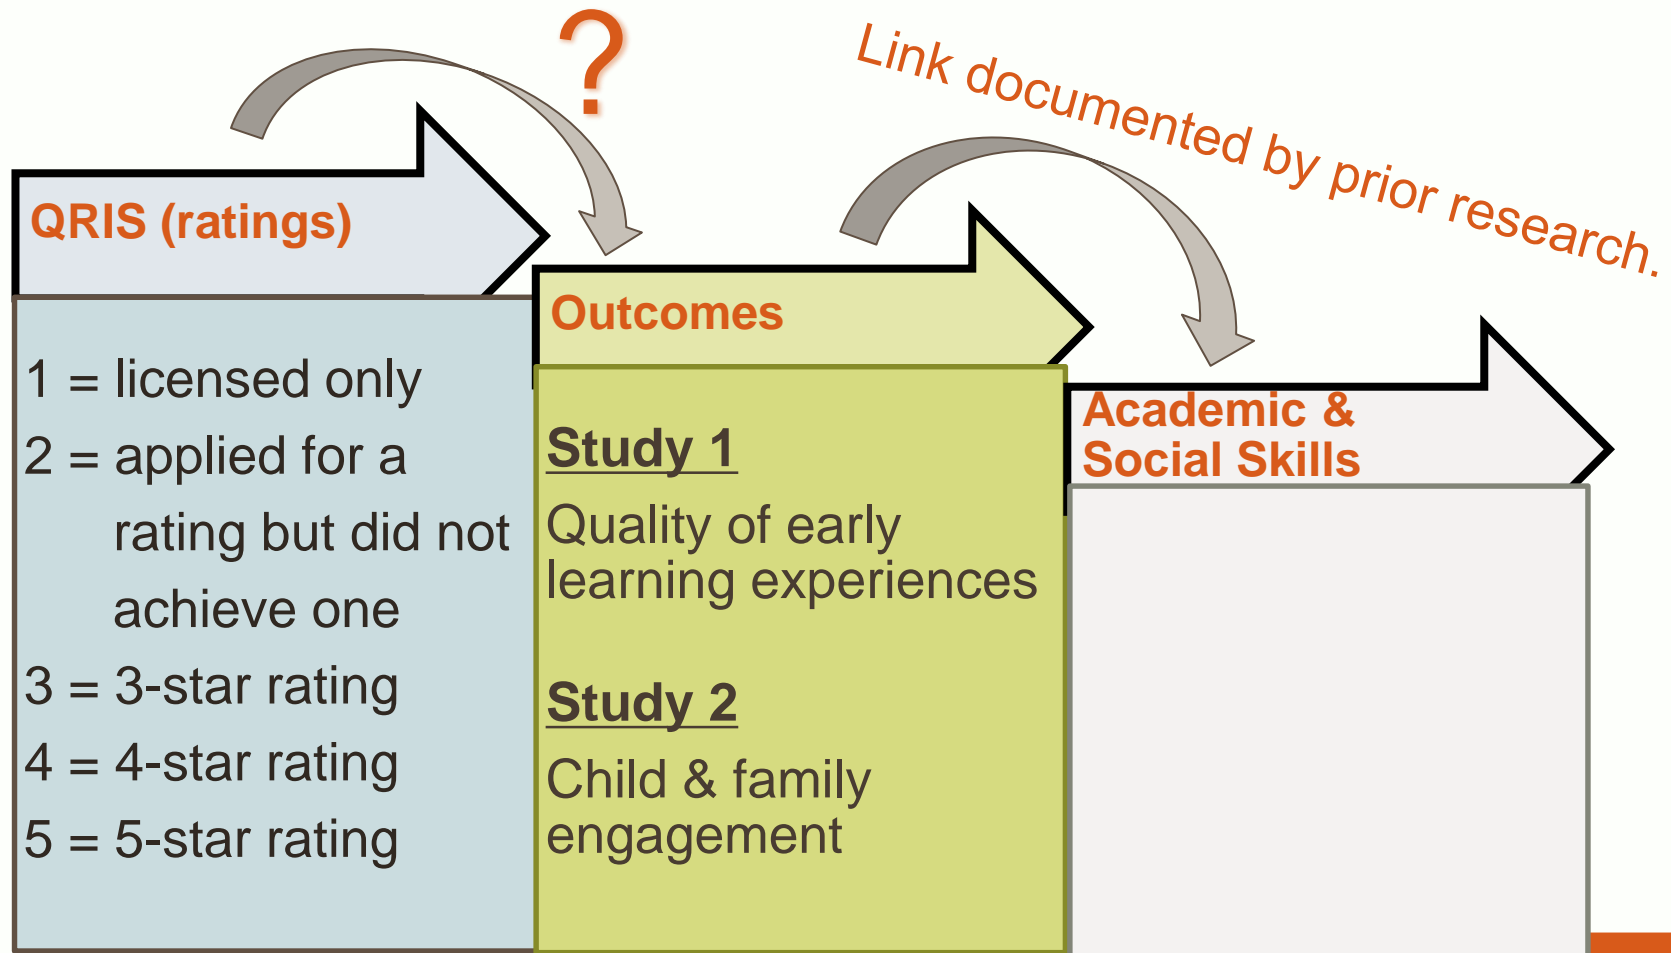 ?
Link documented by prior research.
QRIS (ratings)
1 = licensed only
2 = applied for a
rating but did not
achieve one
3 = 3-star rating
4 = 4-star rating
5 = 5-star rating
Outcomes
Study 1
Quality of early
learning experiences
Study 2
Child & family
engagement
Academic &
Social Skills